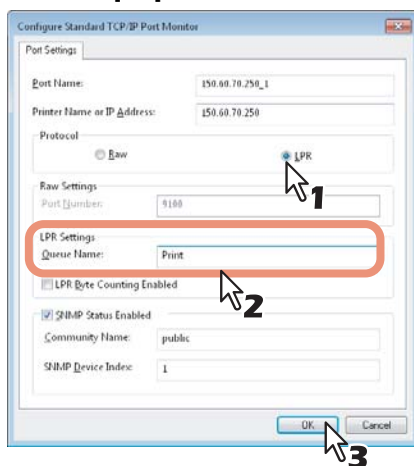 Configure Standard TCP/IP Port Monitor
Port Settings
Port Name: 150.60.70.250_1
Printer Name or IP Address: 150.60.70.250
Protocol
Raw LPR
1
Raw Settings
Port Number: 9100
LPR Settings
Queue Name: Print
LPR Byte Counting Enabled
2
SNMP Status Enabled
Community Name: public
SNMP Device Index: 1
OK Cancel
3